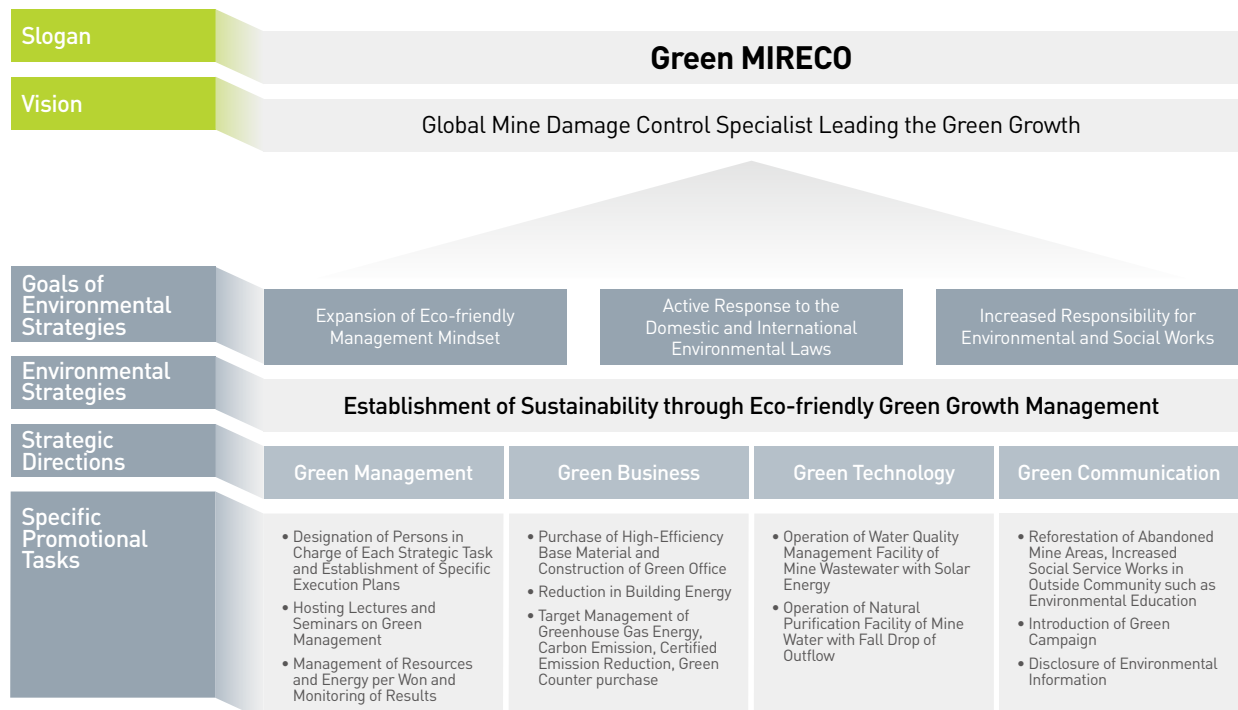 Slogan
Green MIRECO
Vision
Global Mine Damage Control Specialist Leading the Green Growth
Goals of
Environmental
Strategies
Expansion of Eco-friendly
Management Mindset
Active Response to the
Domestic and International
Environmental Laws
Increased Responsibility for
Environmental and Social Works
Environmental
Strategies
Establishment of Sustainability through Eco-friendly Green Growth Management
Strategic
Directions
Green Management
Green Business
Green Technology
Green Communication
Specific
Promotional
Tasks
• Designation of Persons in
Charge of Each Strategic Task
and Establishment of Specific
Execution Plans
• Hosting Lectures and
Seminars on Green
Management
• Management of Resources
and Energy per Won and
Monitoring of Results
• Purchase of High-Efficiency
Base Material and
Construction of Green Office
• Reduction in Building Energy
• Target Management of
Greenhouse Gas Energy,
Carbon Emission, Certified
Emission Reduction, Green
Counter purchase
• Operation of Water Quality
Management Facility of
Mine Wastewater with Solar
Energy
• Operation of Natural
Purification Facility of Mine
Water with Fall Drop of
Outflow
• Reforestation of Abandoned
Mine Areas, Increased
Social Service Works in
Outside Community such as
Environmental Education
• Introduction of Green
Campaign
• Disclosure of Environmental
Information